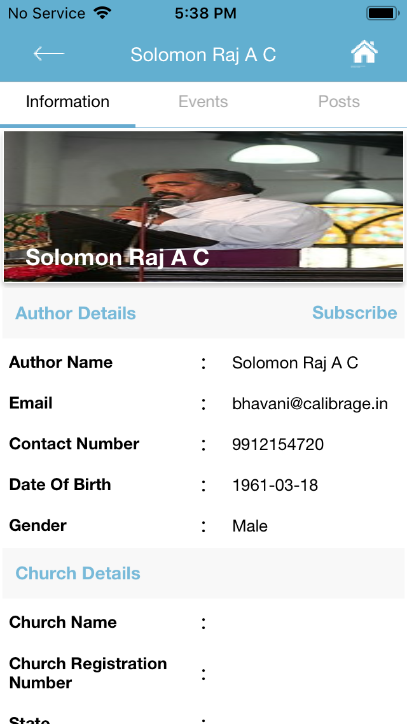 No Service 5:38 PM
Solomon Raj A C
Information Events Posts
Solomon Raj A C
Author Details Subscribe
Author Name : Solomon Raj A C
Email : bhavani@calibrage.in
Contact Number : 9912154720
Date Of Birth : 1961-03-18
Gender : Male
Church Details
Church Name :
Church Registration
Number :
State :